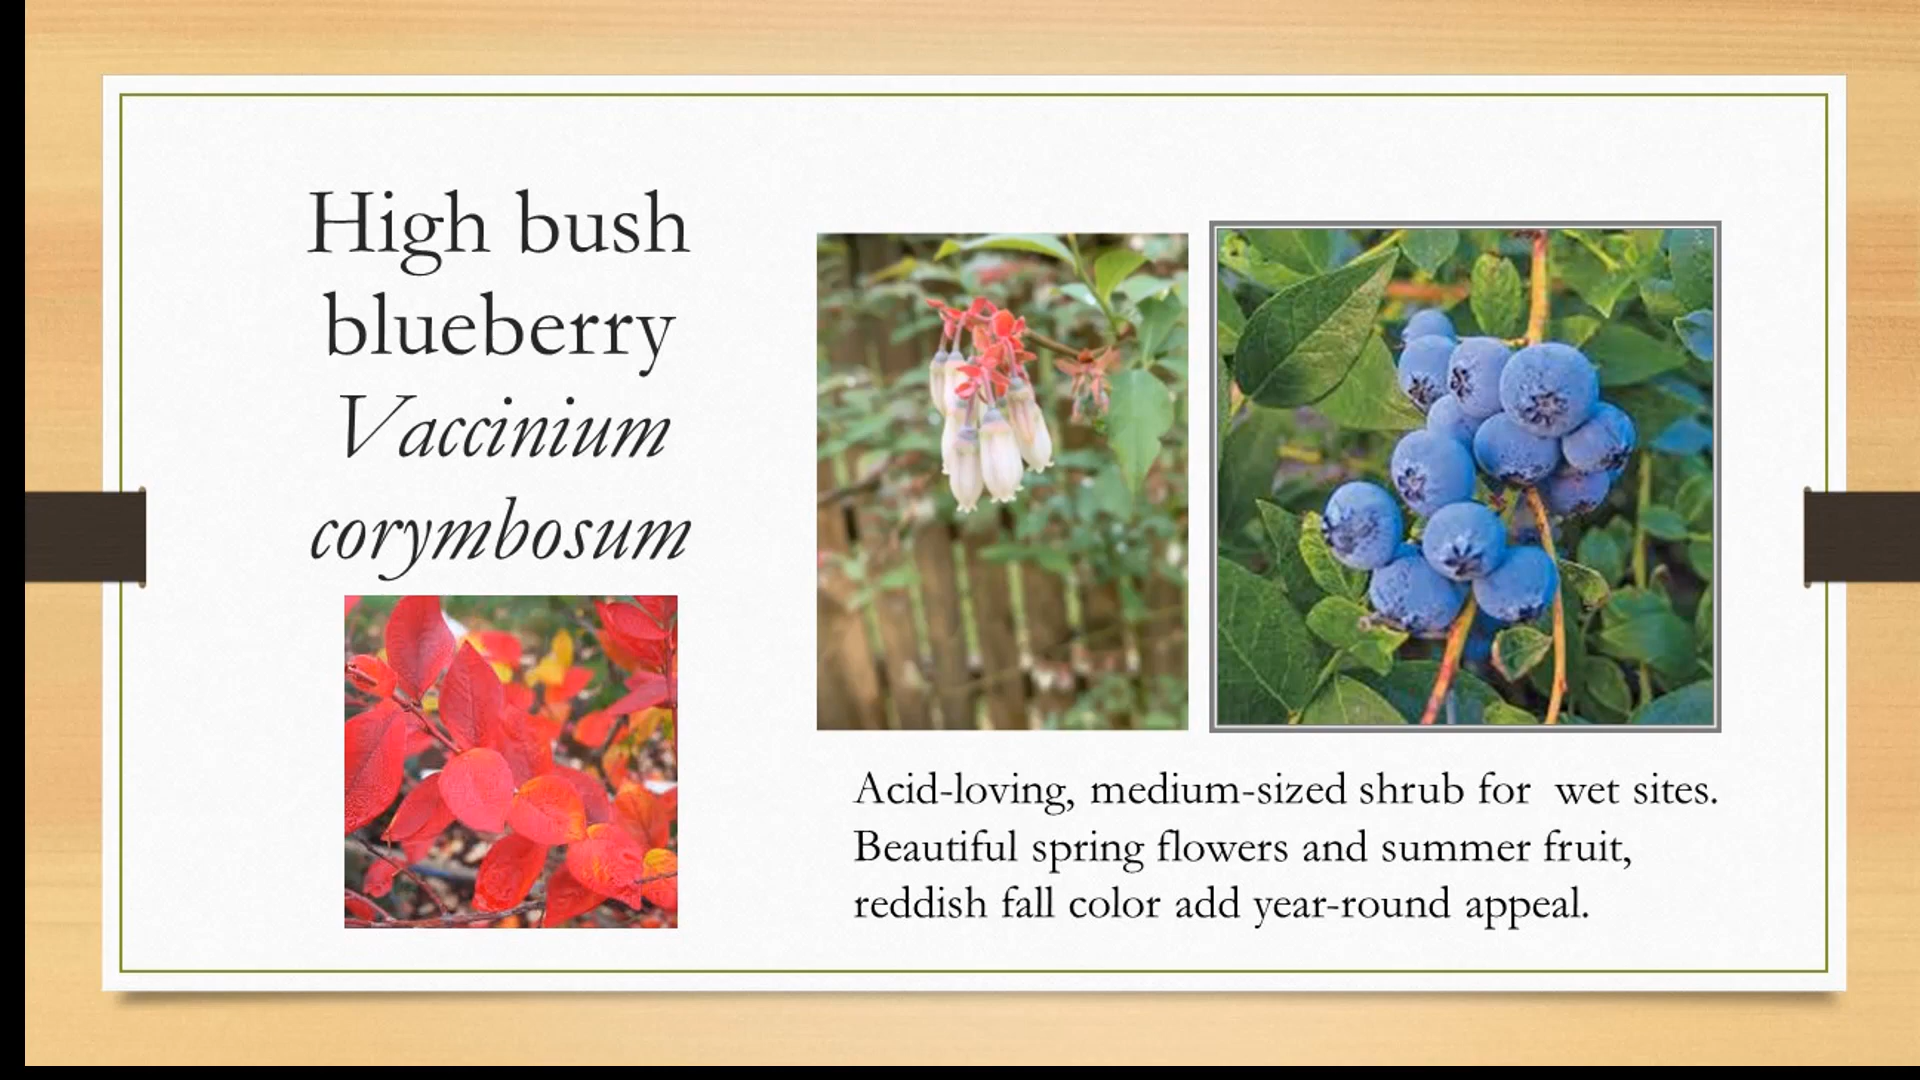 High bush
blueberry
Vaccinium
corymbosum
Acid-loving, medium-sized shrub for  wet sites.
Beautiful spring flowers and summer fruit,
reddish fall color add year-round appeal.